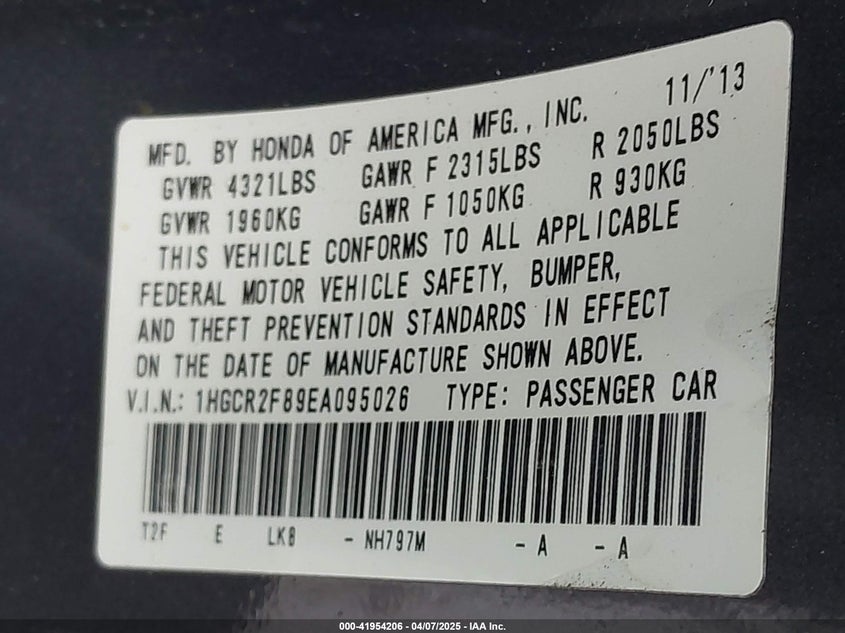 11/'13
MFD. BY HONDA OF AMERICA MFG., INC.
GVWR 4321LBS GAWR F 2315LBS R 2050LBS
GVWR 1960KG GAWR F 1050KG R 930KG
THIS VEHICLE CONFORMS TO ALL APPLICABLE
FEDERAL MOTOR VEHICLE SAFETY, BUMPER,
AND THEFT PREVENTION STANDARDS IN EFFECT
ON THE DATE OF MANUFACTURE SHOWN ABOVE.
V.I.N.: 1HGCR2F89EA095026 TYPE: PASSENGER CAR
T2F E LK8 - NH797M - A - A
000-41954206 - 04/07/2025 - IAA Inc.